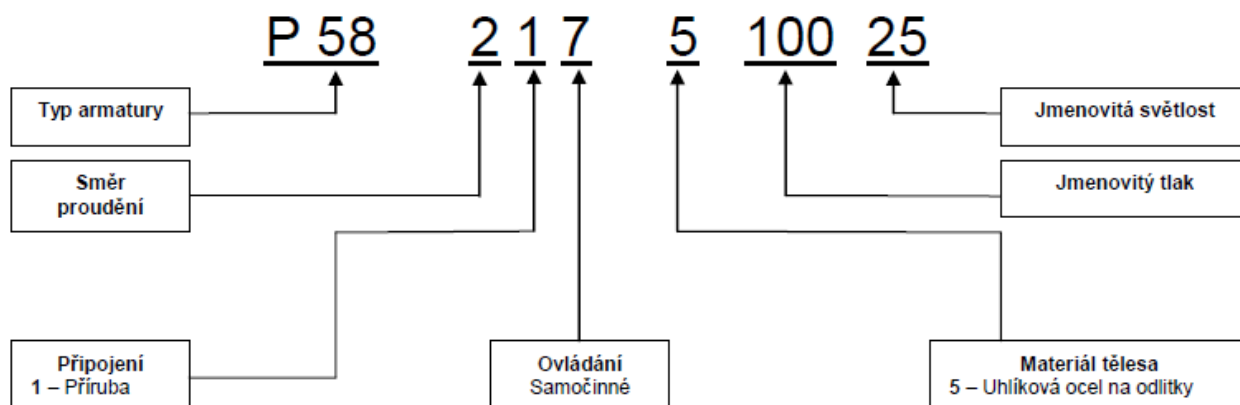 P 58 2 1 7 5 100 25
Typ armatury
Jmenovitá světlost
Směr
proudění
Jmenovitý tlak
Připojení
1 – Příruba
Ovládání
Samočinné
Materiál tělesa
5 – Uhlíková ocel na odlitky